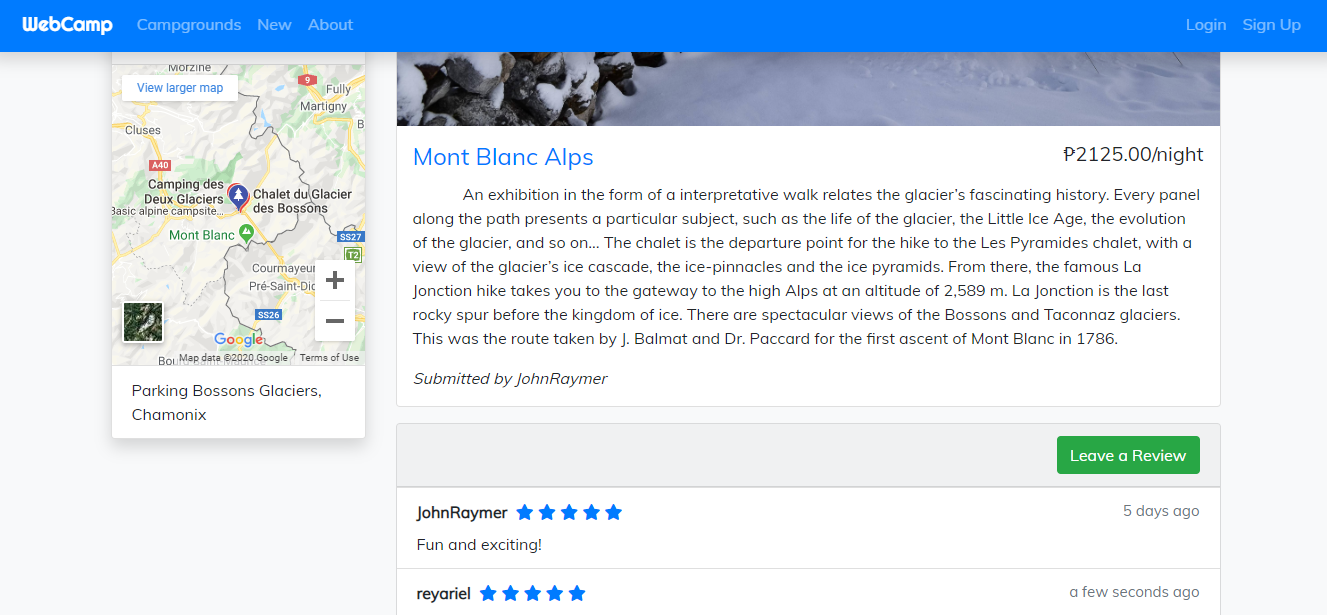 WebCamp Campgrounds New About Login Sign Up
Morzine
View larger map
9
Fully
Martigny
Cluses
B
A40
Camping des
Deux Glaciers
Basic alpine campsite...
Chalet du Glacier
des Bossons
Mont Blanc
SS27
T2
Courmayeur
Pré-Saint-Did
SS26
Google
Map data ©2020 Google Terms of Use
Parking Bossons Glaciers,
Chamonix
Mont Blanc Alps ₱2125.00/night
An exhibition in the form of a interpretative walk relates the glacier’s fascinating history. Every panel
along the path presents a particular subject, such as the life of the glacier, the Little Ice Age, the evolution
of the glacier, and so on… The chalet is the departure point for the hike to the Les Pyramides chalet, with a
view of the glacier’s ice cascade, the ice-pinnacles and the ice pyramids. From there, the famous La
Jonction hike takes you to the gateway to the high Alps at an altitude of 2,589 m. La Jonction is the last
rocky spur before the kingdom of ice. There are spectacular views of the Bossons and Taconnaz glaciers.
This was the route taken by J. Balmat and Dr. Paccard for the first ascent of Mont Blanc in 1786.
Submitted by JohnRaymer
Leave a Review
JohnRaymer 5 days ago
Fun and exciting!
reyariel a few seconds ago